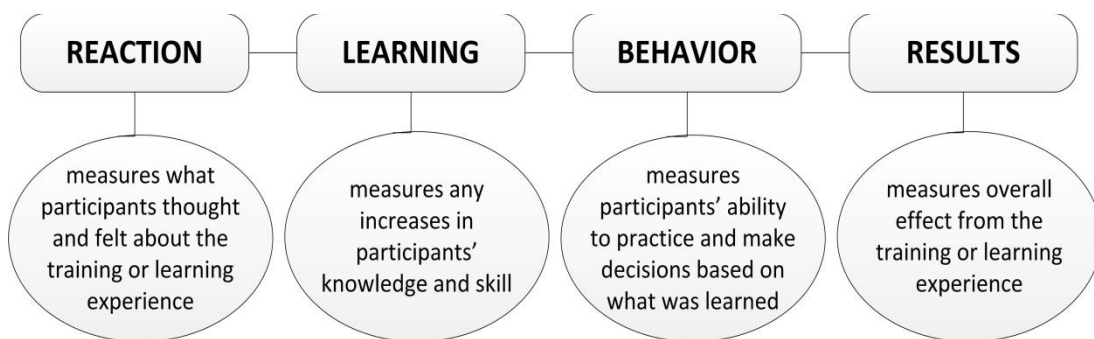 REACTION
LEARNING
BEHAVIOR
RESULTS
measures what
participants thought
and felt about the
training or learning
experience
measures any
increases in
participants’
knowledge and skill
measures
participants’ ability
to practice and make
decisions based on
what was learned
measures overall
effect from the
training or learning
experience